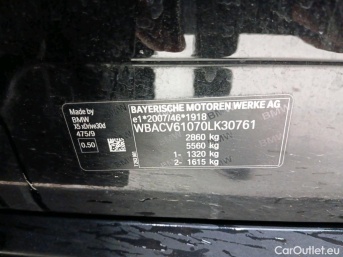 BAYERISCHE MOTOREN WERKE AG
Made by
BMW
X5 xDrive30d
475/9
0.50
e1*2007/46*1918
WBACV61070LK30761
2860 kg
5560 kg
1- 1320 kg
2- 1615 kg
CarOutlet.eu